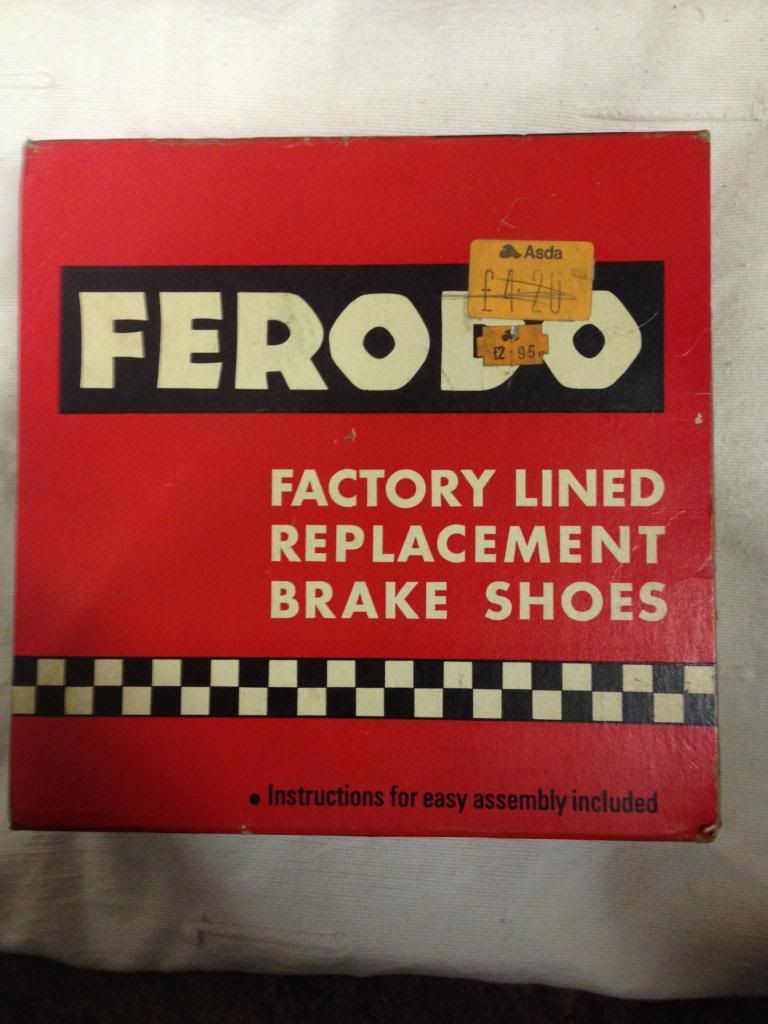 Asda
£4·20
FERODO
£2·95
FACTORY LINED
REPLACEMENT
BRAKE SHOES
• Instructions for easy assembly included